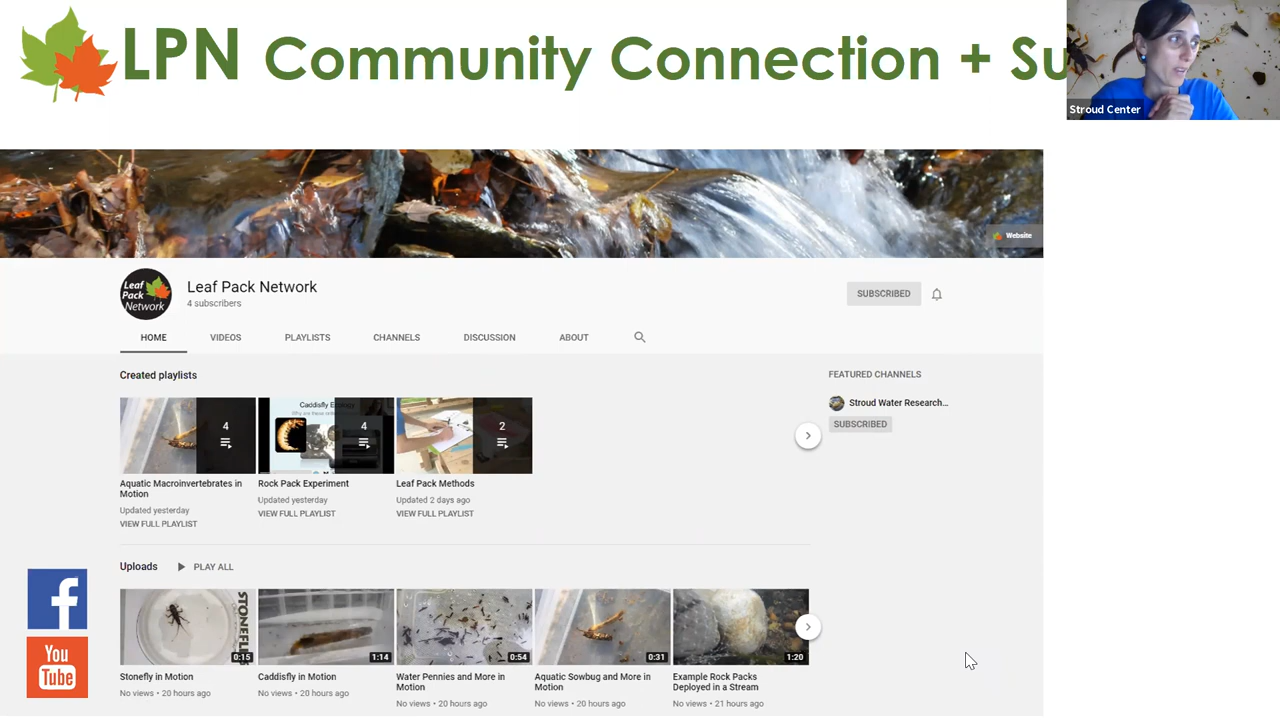 LPN Community Connection + Su
Stroud Center
Website
Leaf Pack Network
Leaf Pack Network
4 subscribers
SUBSCRIBED
HOME VIDEOS PLAYLISTS CHANNELS DISCUSSION ABOUT
Created playlists
FEATURED CHANNELS
Stroud Water Research...
SUBSCRIBED
4
Caddisfly Ecology
4
2
Aquatic Macroinvertebrates in
Motion
Updated yesterday
VIEW FULL PLAYLIST
Rock Pack Experiment
Updated yesterday
VIEW FULL PLAYLIST
Leaf Pack Methods
Updated 2 days ago
VIEW FULL PLAYLIST
Uploads PLAY ALL
STONEFL
0:15
1:14
0:54
0:31
1:20
Stonefly in Motion
No views • 20 hours ago
Caddisfly in Motion
No views • 20 hours ago
Water Pennies and More in
Motion
No views • 20 hours ago
Aquatic Sowbug and More in
Motion
No views • 20 hours ago
Example Rock Packs
Deployed in a Stream
No views • 21 hours ago
f
You
Tube